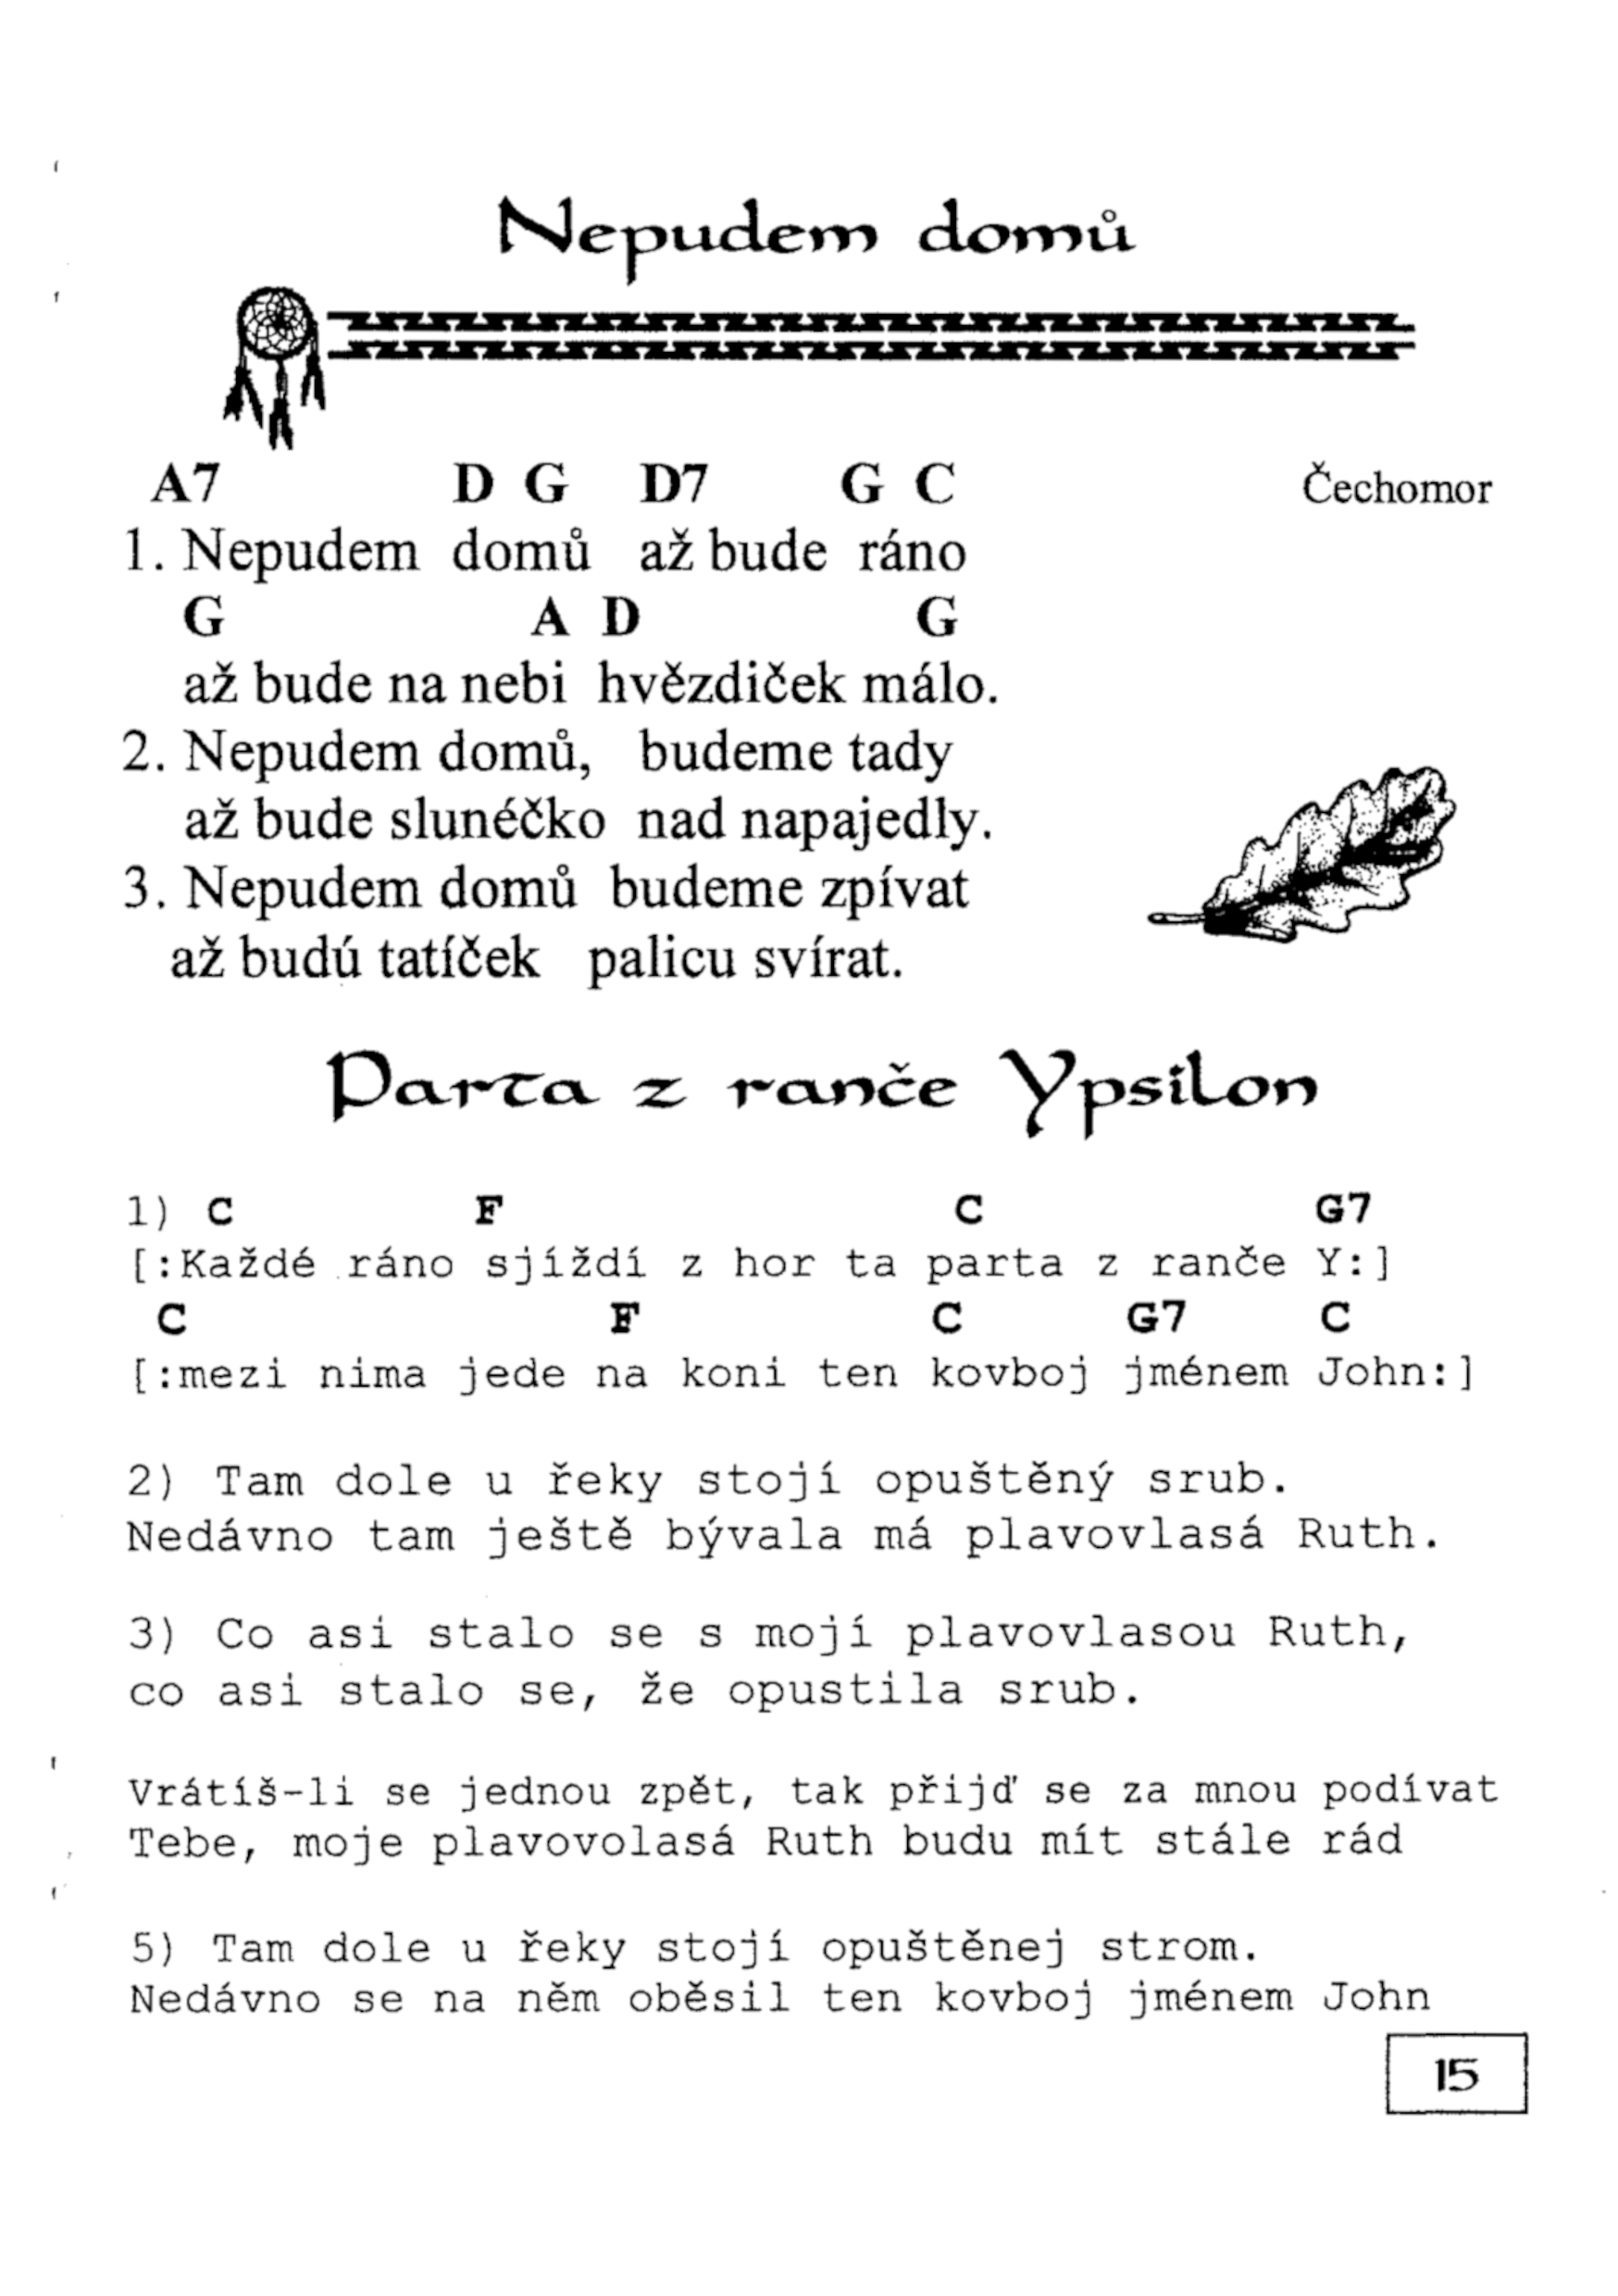 Nepudem domů
A7 D G D7 G C Čechomor
1. Nepudem domů až bude ráno
G A D G
až bude na nebi hvězdiček málo.
2. Nepudem domů, budeme tady
až bude slunéčko nad napajedly.
3. Nepudem domů budeme zpívat
až budú tatíček palicu svírat.
Parta z ranče Ypsilon
1) C F C G7
[:Každé ráno sjíždí z hor ta parta z ranče Y:]
C F C G7 C
[:mezi nima jede na koni ten kovboj jménem John:]
2) Tam dole u řeky stojí opuštěný srub.
Nedávno tam ještě bývala má plavovlasá Ruth.
3) Co asi stalo se s mojí plavovlasou Ruth,
co asi stalo se, že opustila srub.
Vrátíš-li se jednou zpět, tak přijď se za mnou podívat
Tebe, moje plavovolasá Ruth budu mít stále rád
5) Tam dole u řeky stojí opuštěnej strom.
Nedávno se na něm oběsil ten kovboj jménem John
15